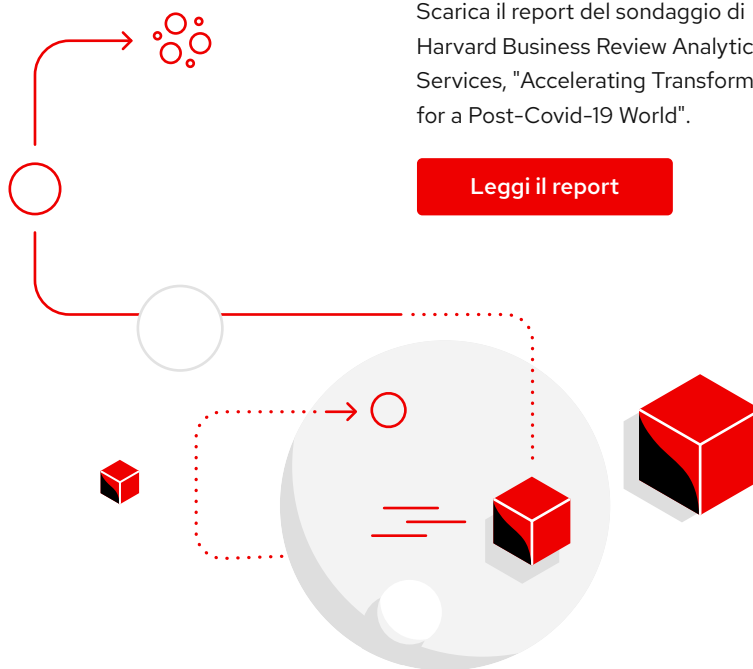 Scarica il report del sondaggio di
Harvard Business Review Analytic
Services, "Accelerating Transform
for a Post-Covid-19 World".
Leggi il report